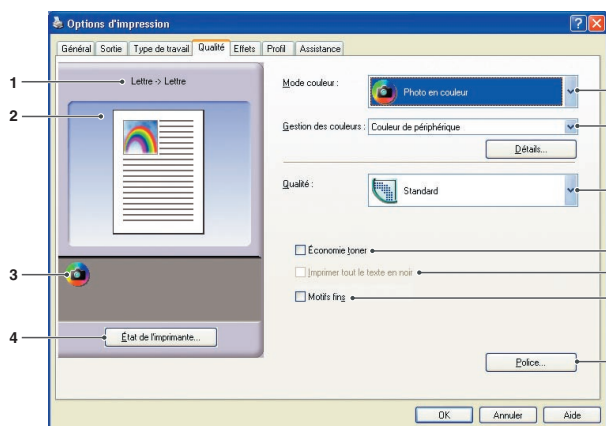 Options d'impression
Général Sortie Type de travail Qualité Effets Profil Assistance
1
Lettre -> Lettre
2
3
4
État de l'imprimante...
Mode couleur :
Photo en couleur
Gestion des couleurs : Couleur de périphérique
Détails...
Qualité :
Standard
Économie toner
Imprimer tout le texte en noir
Motifs fins
Police...
OK Annuler Aide